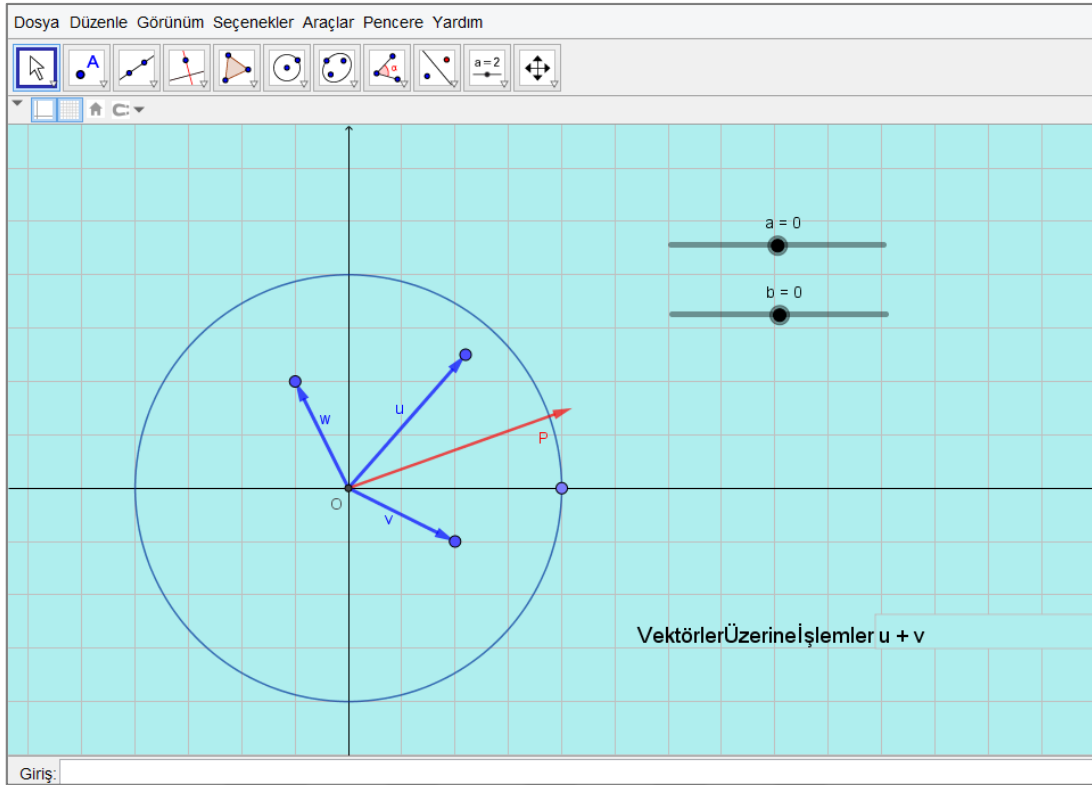 Dosya Düzenle Görünüm Seçenekler Araçlar Pencere Yardım
A
α
a=2
a = 0
b = 0
u
w
P
O
v
VektörlerÜzerineİşlemler u + v
Giriş: